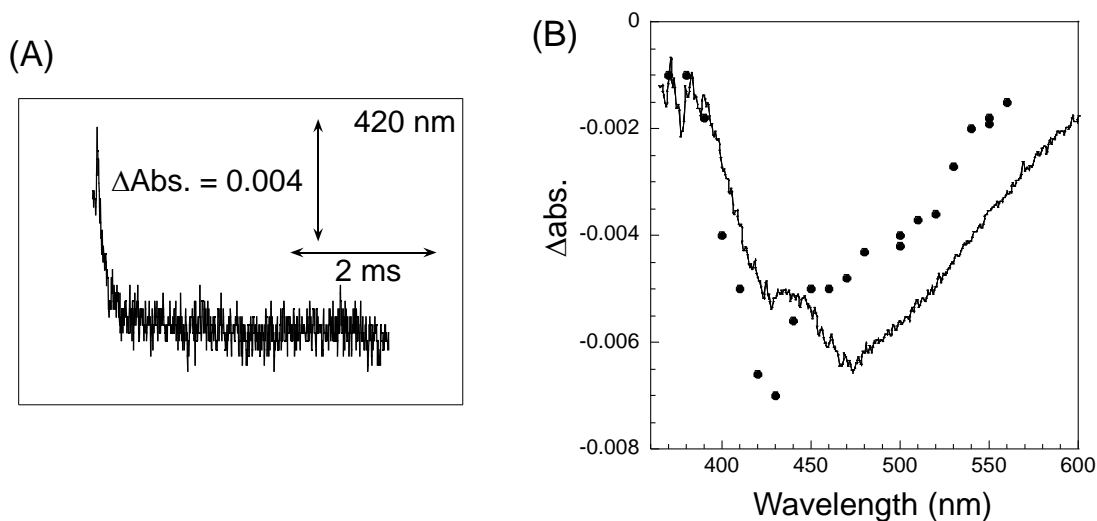 (A)
420 nm
ΔAbs. = 0.004
2 ms
(B)
Δabs.
0
-0.002
-0.004
-0.006
-0.008
400
450
500
550
600
Wavelength (nm)